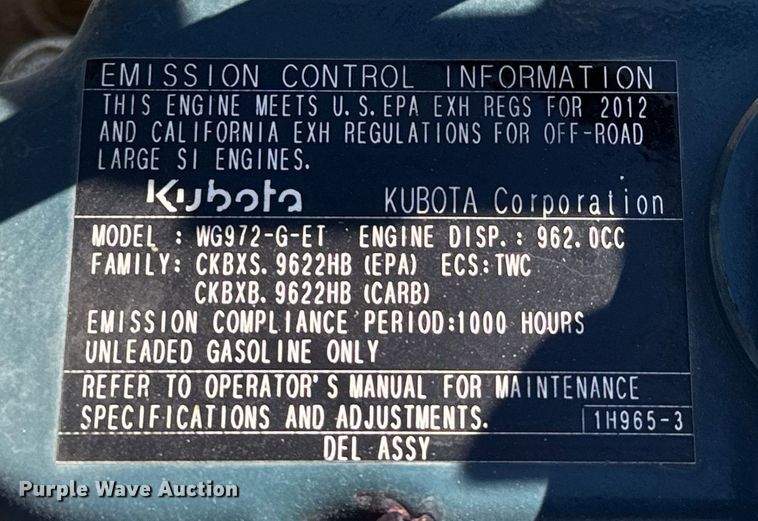 EMISSION CONTROL INFORMATION
THIS ENGINE MEETS U.S.EPA EXH REGS FOR 2012
AND CALIFORNIA EXH REGULATIONS FOR OFF-ROAD
LARGE SI ENGINES.
Kubota KUBOTA Corporation
MODEL : WG972-G-ET ENGINE DISP.: 962.0CC
FAMILY: CKBXS.9622HB (EPA) ECS:TWC
CKBXB.9622HB (CARB)
EMISSION COMPLIANCE PERIOD:1000 HOURS
UNLEADED GASOLINE ONLY
REFER TO OPERATOR'S MANUAL FOR MAINTENANCE
SPECIFICATIONS AND ADJUSTMENTS. 1H965-3
DEL ASSY
Purple Wave Auction